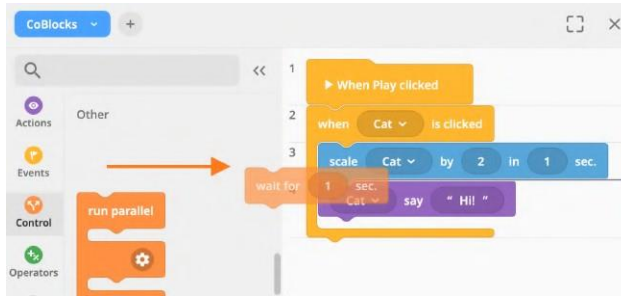 CoBlocks
+
1
When Play clicked
Actions
Other
2
when Cat is clicked
Events
3
scale Cat by 2 in 1 sec.
wait for 1 sec.
Cat say " Hi! "
Control
run parallel
Operators